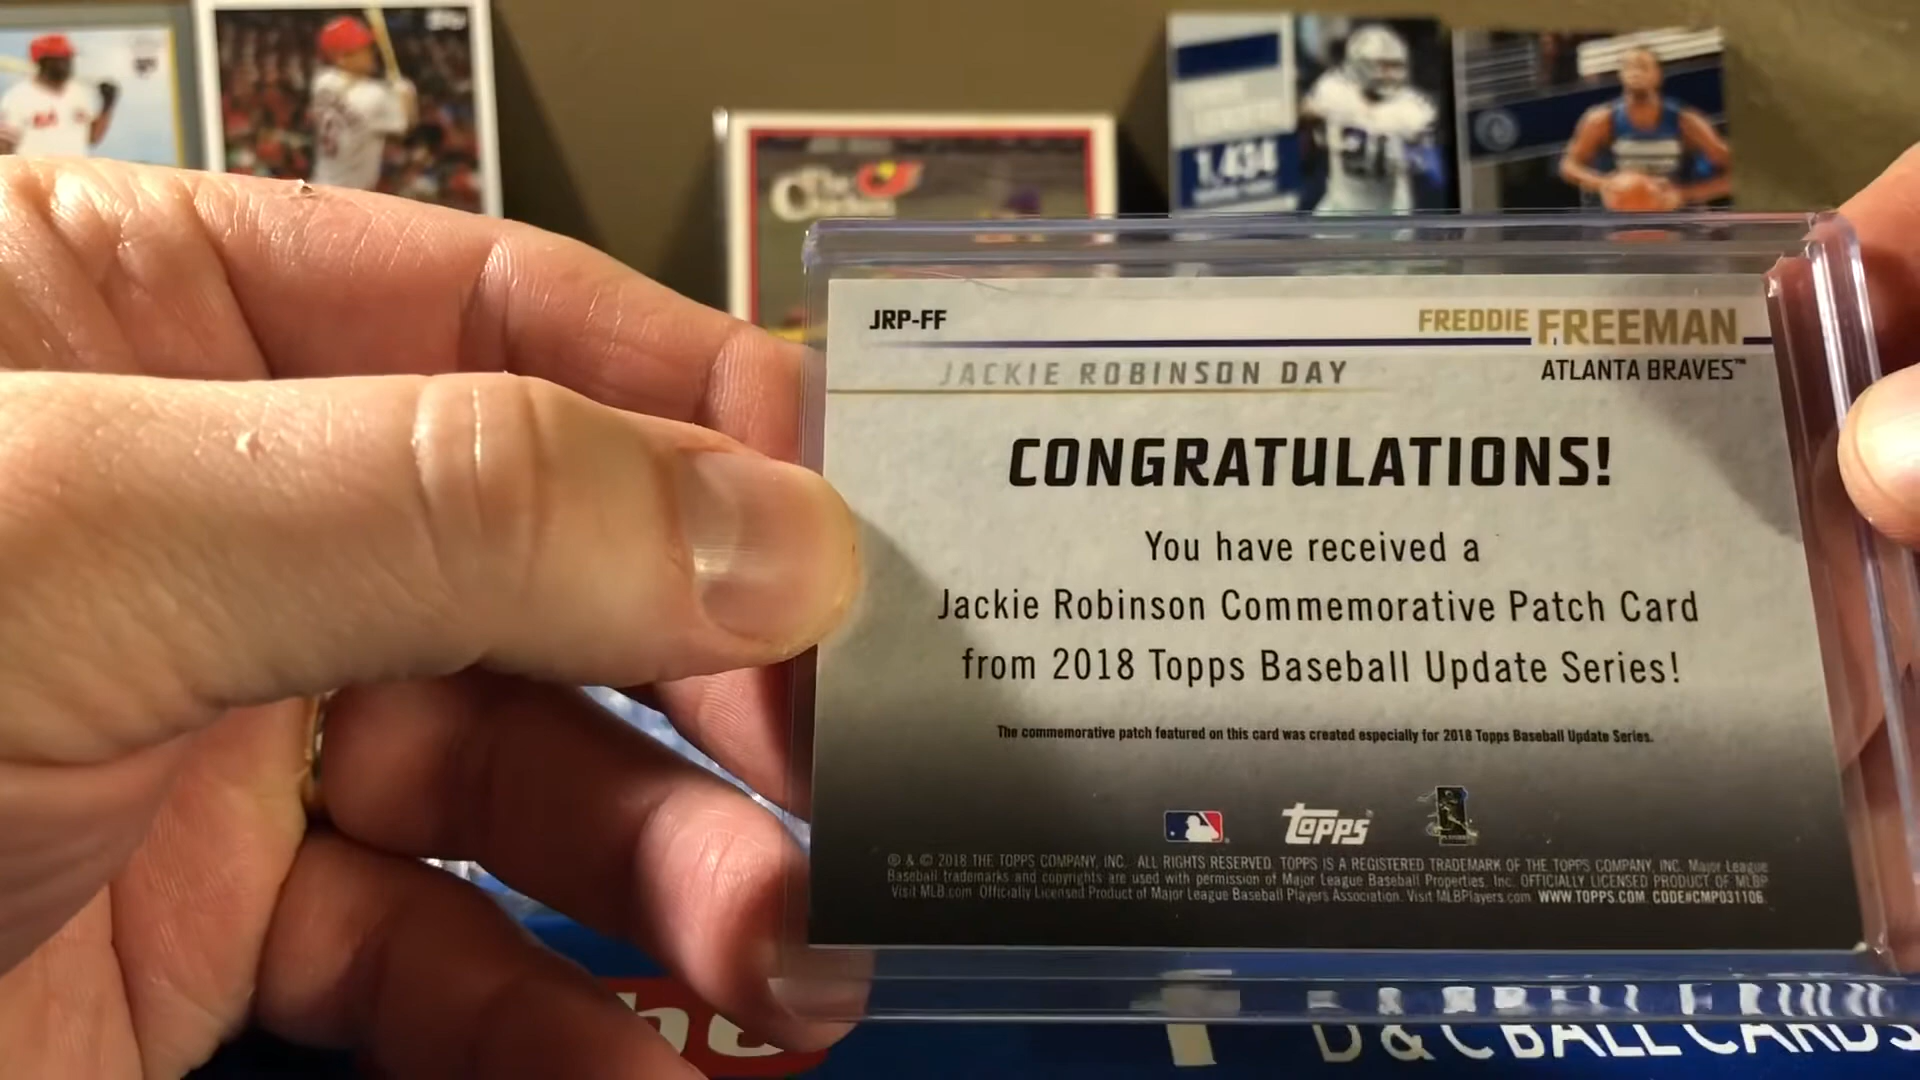 topps
The
Chicken
1,434
JRP-FF
FREDDIE FREEMAN
JACKIE ROBINSON DAY
ATLANTA BRAVES™
CONGRATULATIONS!
You have received a
Jackie Robinson Commemorative Patch Card
from 2018 Topps Baseball Update Series!
The commemorative patch featured on this card was created especially for 2018 Topps Baseball Update Series.
topps
® & © 2018 THE TOPPS COMPANY, INC. ALL RIGHTS RESERVED. TOPPS IS A REGISTERED TRADEMARK OF THE TOPPS COMPANY, INC. Major League
Baseball trademarks and copyrights are used with permission of Major League Baseball Properties, Inc. OFFICIALLY LICENSED PRODUCT OF MLBP
Visit MLB.com Officially Licensed Product of Major League Baseball Players Association. Visit MLBPlayers.com WWW.TOPPS.COM. CODE#CMP031106
D & C BALL CARDS